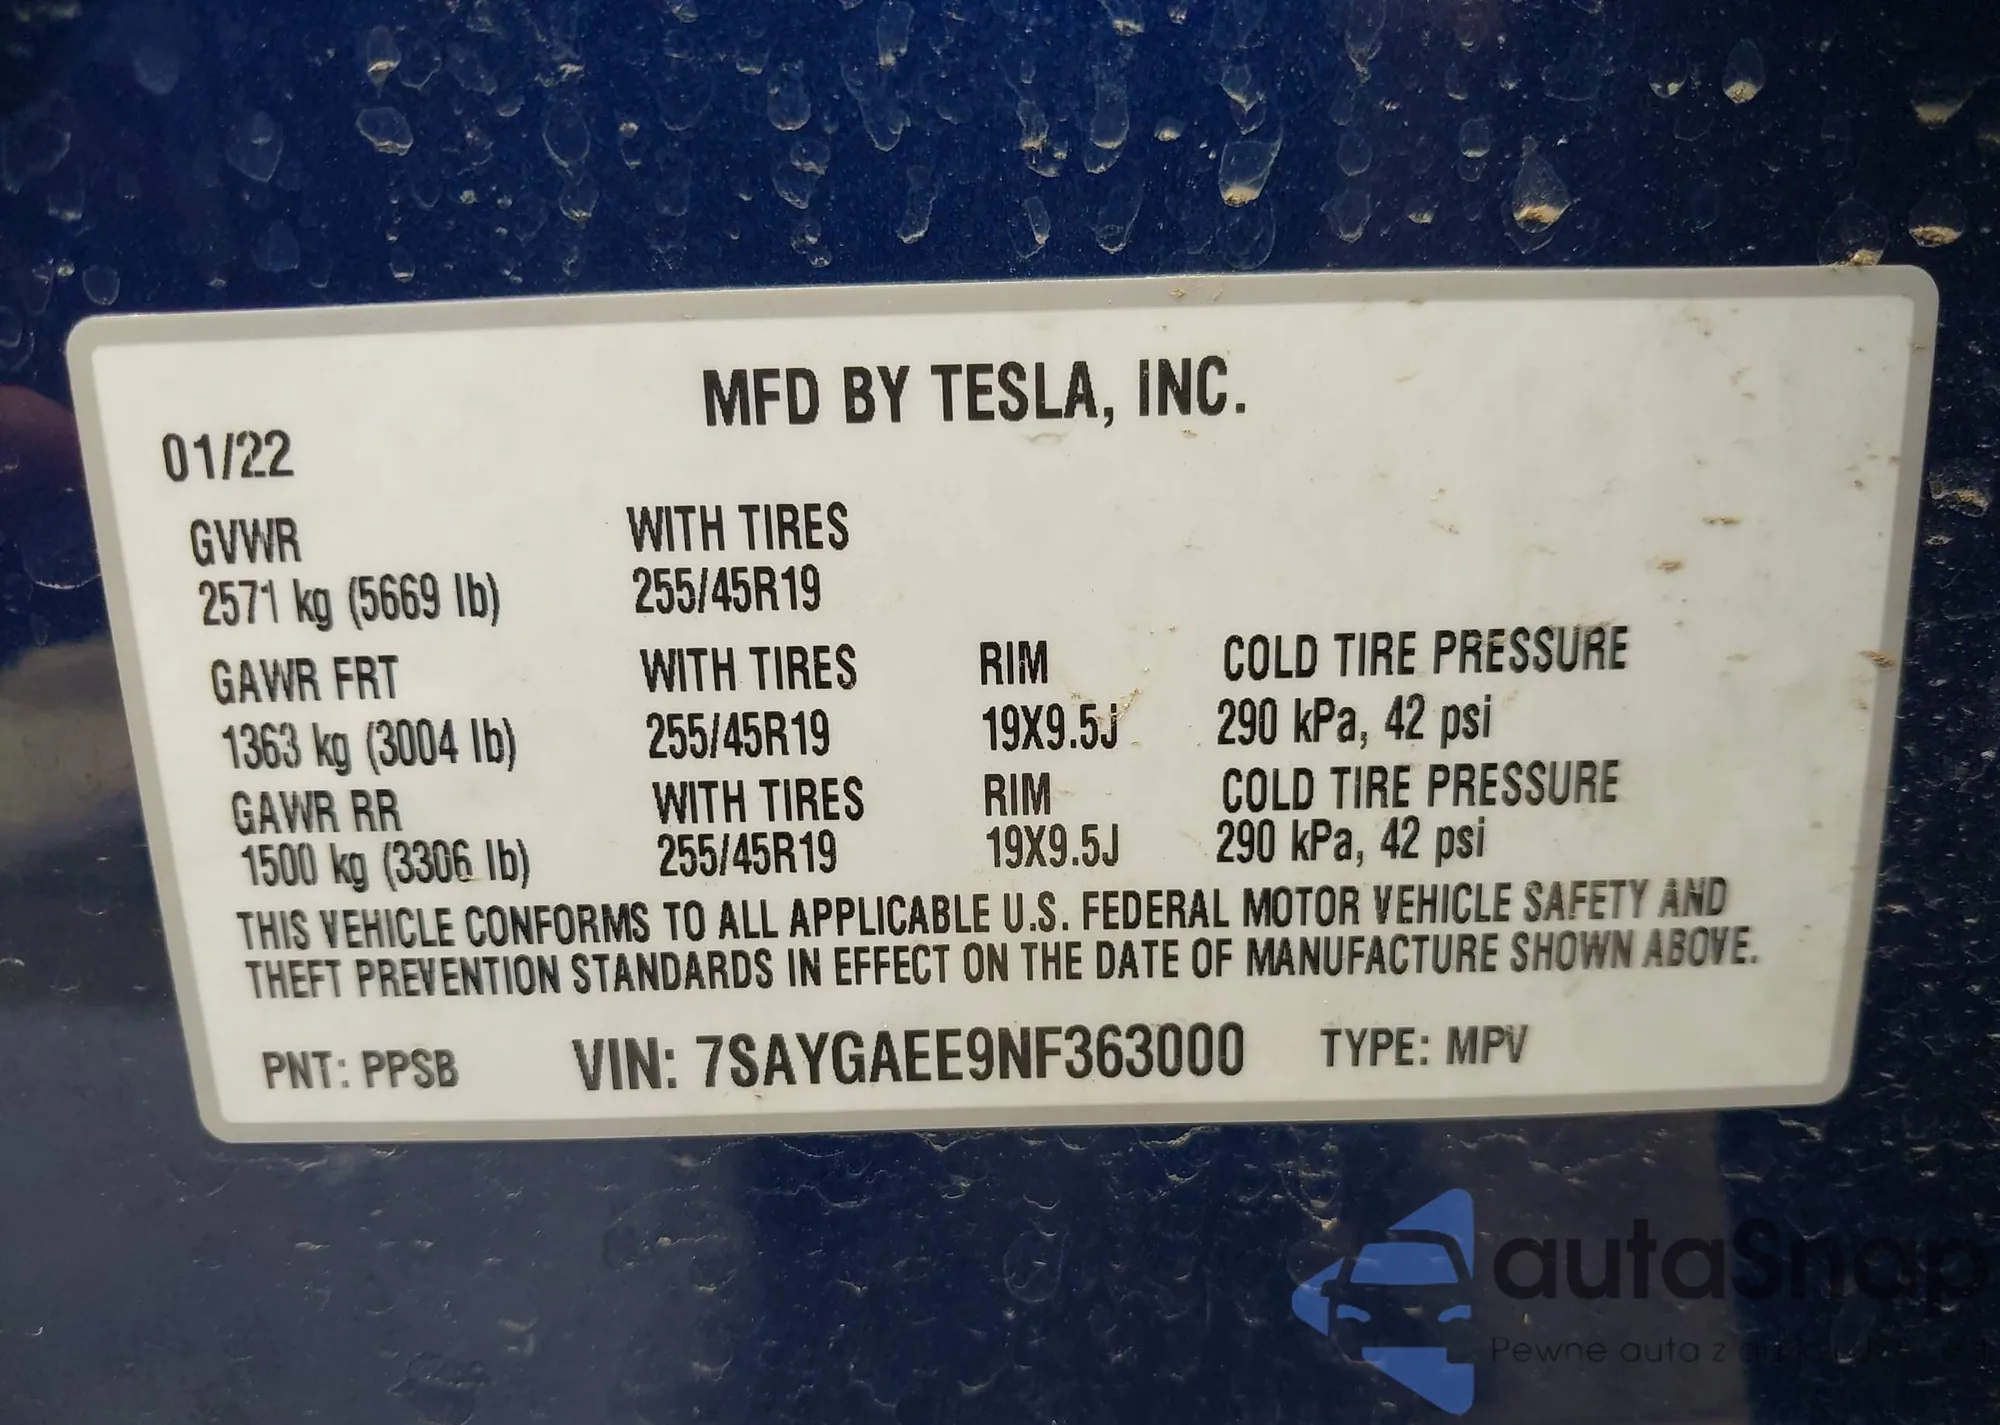 MFD BY TESLA, INC.
01/22
GVWR WITH TIRES
2571 kg (5669 lb) 255/45R19
GAWR FRT WITH TIRES RIM COLD TIRE PRESSURE
1363 kg (3004 lb) 255/45R19 19X9.5J 290 kPa, 42 psi
GAWR RR WITH TIRES RIM COLD TIRE PRESSURE
1500 kg (3306 lb) 255/45R19 19X9.5J 290 kPa, 42 psi
THIS VEHICLE CONFORMS TO ALL APPLICABLE U.S. FEDERAL MOTOR VEHICLE SAFETY AND
THEFT PREVENTION STANDARDS IN EFFECT ON THE DATE OF MANUFACTURE SHOWN ABOVE.
PNT: PPSB VIN: 7SAYGAEE9NF363000 TYPE: MPV
autaSnap
Pewne auta z